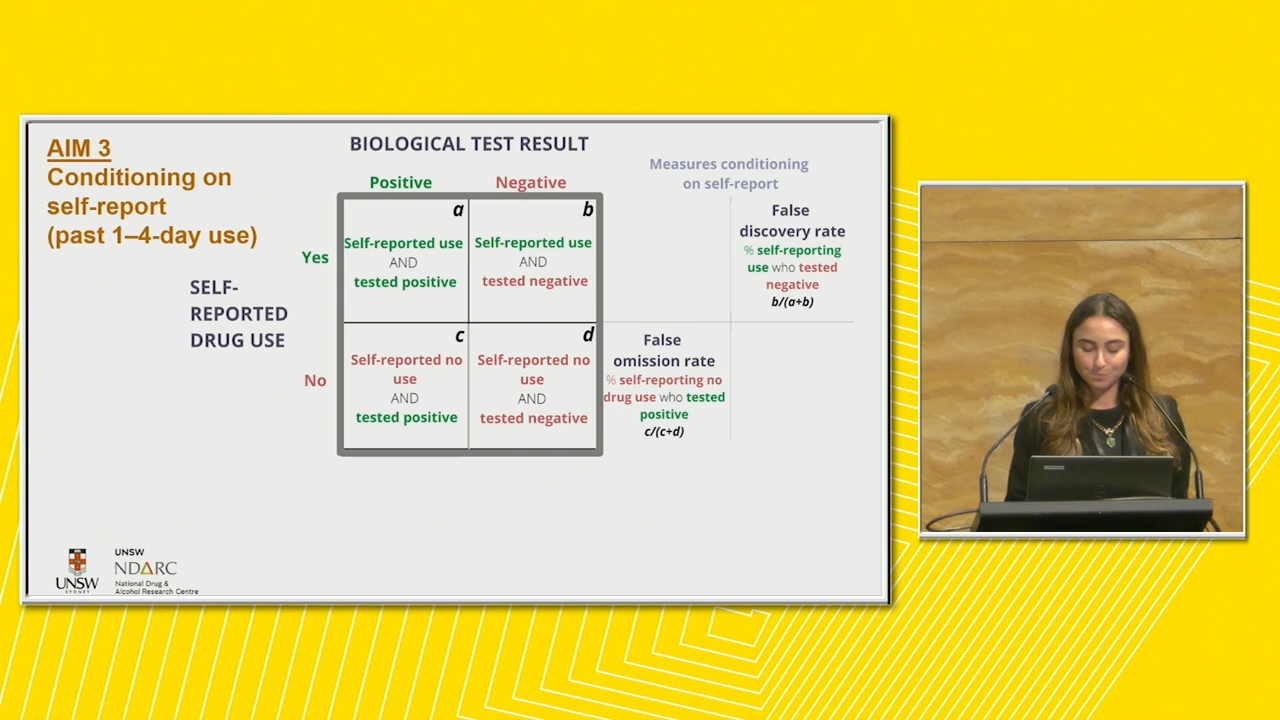 AIM 3
Conditioning on
self-report
(past 1–4-day use)
BIOLOGICAL TEST RESULT
Positive
Negative
Measures conditioning
on self-report
SELF-
REPORTED
DRUG USE
Yes
a
Self-reported use
AND
tested positive
b
Self-reported use
AND
tested negative
False
discovery rate
% self-reporting
use who tested
negative
b/(a+b)
No
c
Self-reported no
use
AND
tested positive
d
Self-reported no
use
AND
tested negative
False
omission rate
% self-reporting no
drug use who tested
positive
c/(c+d)
UNSW
SYDNEY
UNSW
NDARC
National Drug &
Alcohol Research Centre